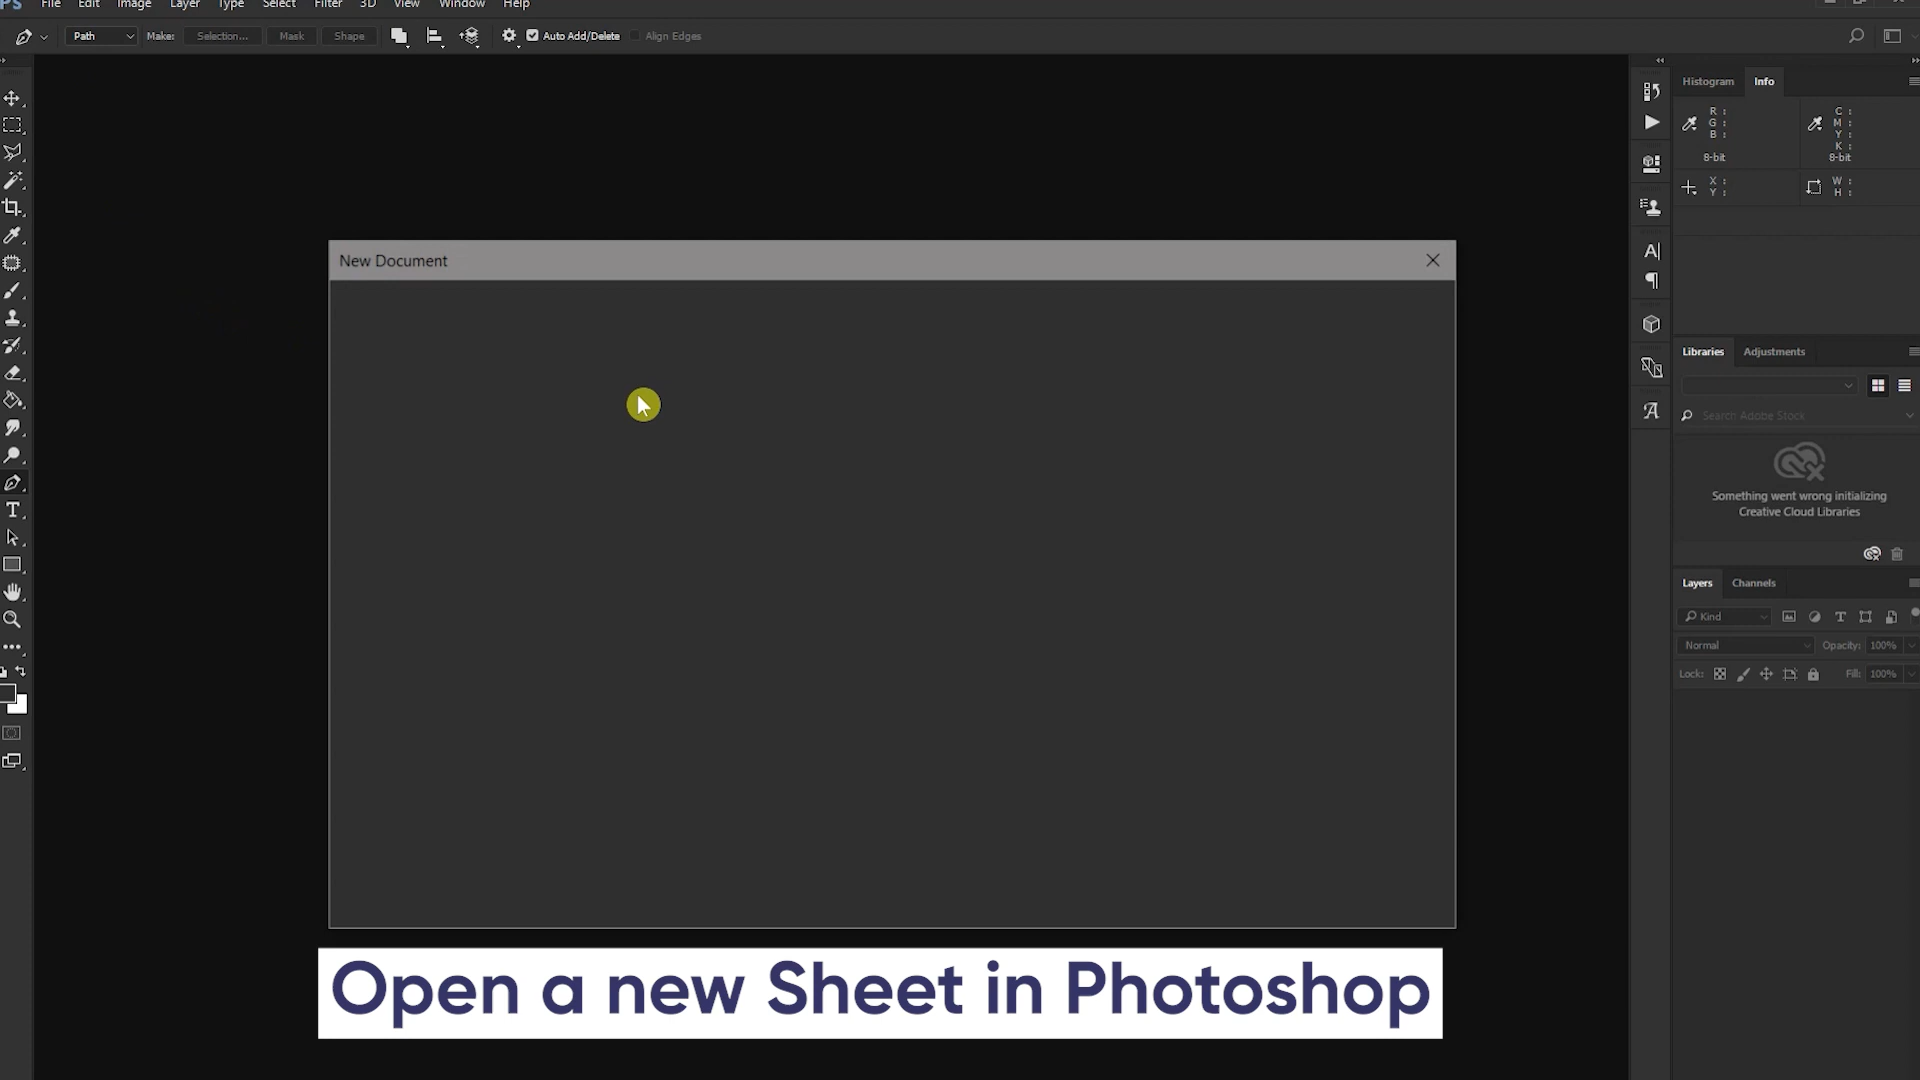 PS File Edit Image Layer Type Select Filter 3D View Window Help
Path Make: Selection... Mask Shape Auto Add/Delete Align Edges
Histogram Info
R : C :
G : M :
B : Y :
K :
8-bit 8-bit
X : W :
Y : H :
New Document
A|
Libraries Adjustments
Search Adobe Stock
Something went wrong initializing
Creative Cloud Libraries
T
Layers Channels
Kind T
Normal Opacity: 100%
Lock: Fill: 100%
Open a new Sheet in Photoshop